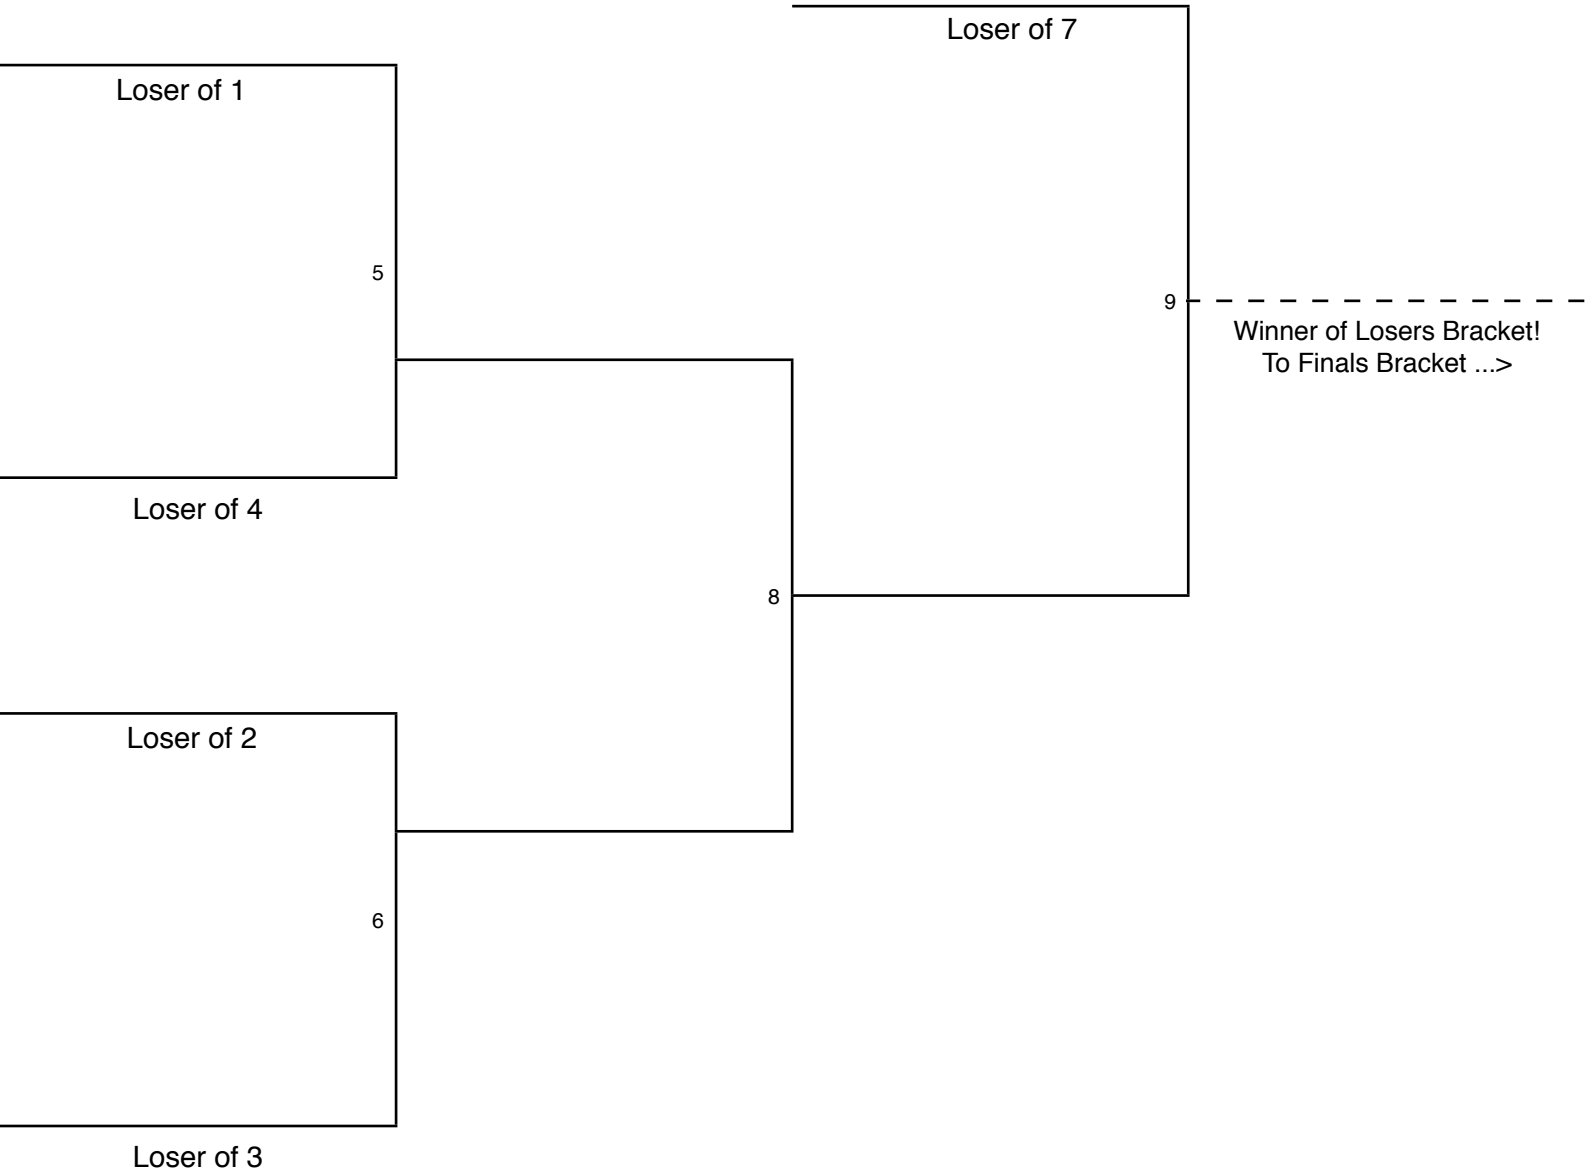 Loser of 7
Loser of 1
5
9
Winner of Losers Bracket!
To Finals Bracket ...>
Loser of 4
8
Loser of 2
6
Loser of 3